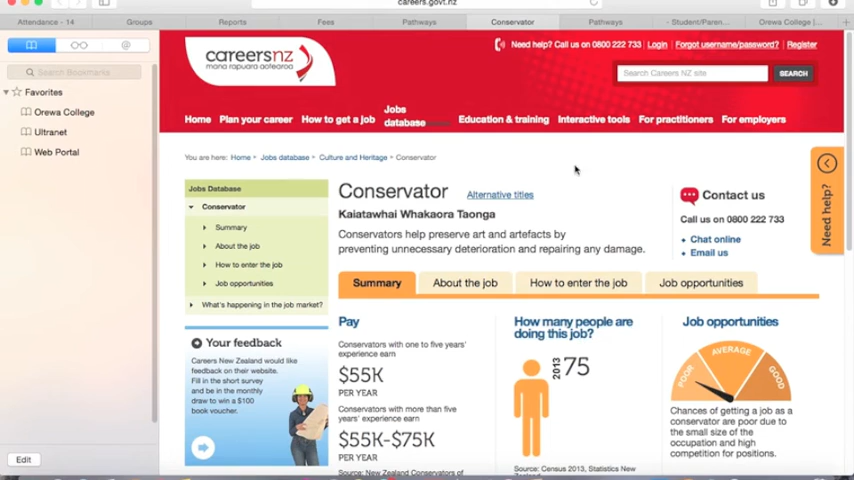 careers.govt.nz
Attendance - 14
Groups
Reports
Fees
Pathways
Conservator
Pathways
- Student/Paren...
Orewa College |...
Search Bookmarks
Favorites
Orewa College
Ultranet
Web Portal
Edit
careersnz
mana rapuara aotearoa
Need help? Call us on 0800 222 733
Login
Forgot username/password?
Register
Search Careers NZ site
SEARCH
Home
Plan your career
How to get a job
Jobs
database
Education & training
Interactive tools
For practitioners
For employers
You are here: Home Jobs database Culture and Heritage Conservator
Jobs Database
Conservator
Summary
About the job
How to enter the job
Job opportunities
What's happening in the job market?
Your feedback
Careers New Zealand would like
feedback on their website.
Fill in the short survey
and be in the monthly
draw to win a $100
book voucher.
Conservator
Alternative titles
Kaiatawhai Whakaora Taonga
Conservators help preserve art and artefacts by
preventing unnecessary deterioration and repairing any damage.
Contact us
Call us on 0800 222 733
Chat online
Email us
Need help?
Summary
About the job
How to enter the job
Job opportunities
Pay
Conservators with one to five years'
experience earn
$55K
PER YEAR
Conservators with more than five
years' experience earn
$55K-$75K
PER YEAR
Source: New Zealand Conservators of
How many people are
doing this job?
2013
75
Source: Census 2013, Statistics New
Job opportunities
POOR
AVERAGE
GOOD
Chances of getting a job as a
conservator are poor due to
the small size of the
occupation and high
competition for positions.